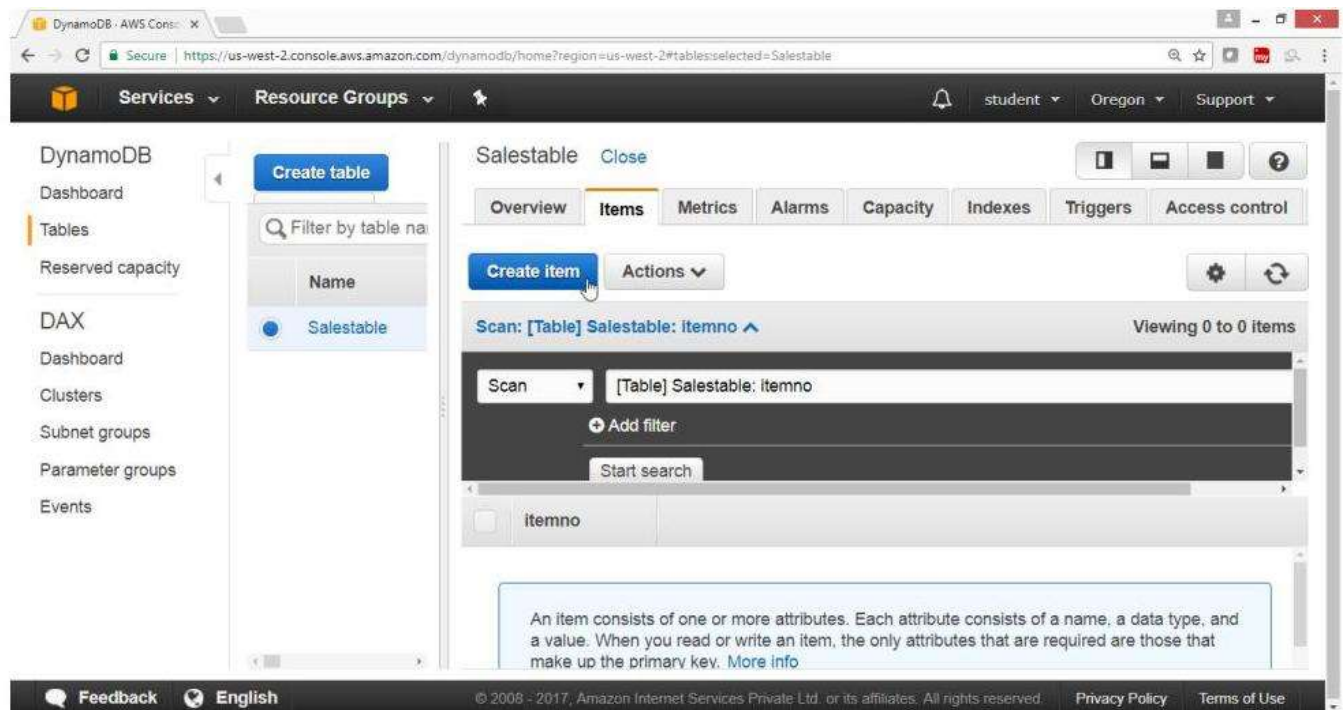 DynamoDB - AWS Cons
Secure https://us-west-2.console.aws.amazon.com/dynamodb/home?region=us-west-2#tables:selected=Salestable
my
Services Resource Groups student Oregon Support
DynamoDB
Dashboard
Tables
Reserved capacity
DAX
Dashboard
Clusters
Subnet groups
Parameter groups
Events
Create table
Filter by table na
Name
Salestable
Salestable Close
Overview Items Metrics Alarms Capacity Indexes Triggers Access control
Create item Actions
Scan: [Table] Salestable: itemno Viewing 0 to 0 items
Scan [Table] Salestable: itemno
Add filter
Start search
itemno
An item consists of one or more attributes. Each attribute consists of a name, a data type, and
a value. When you read or write an item, the only attributes that are required are those that
make up the primary key. More info
Feedback English © 2008 - 2017, Amazon Internet Services Private Ltd. or its affiliates. All rights reserved. Privacy Policy Terms of Use